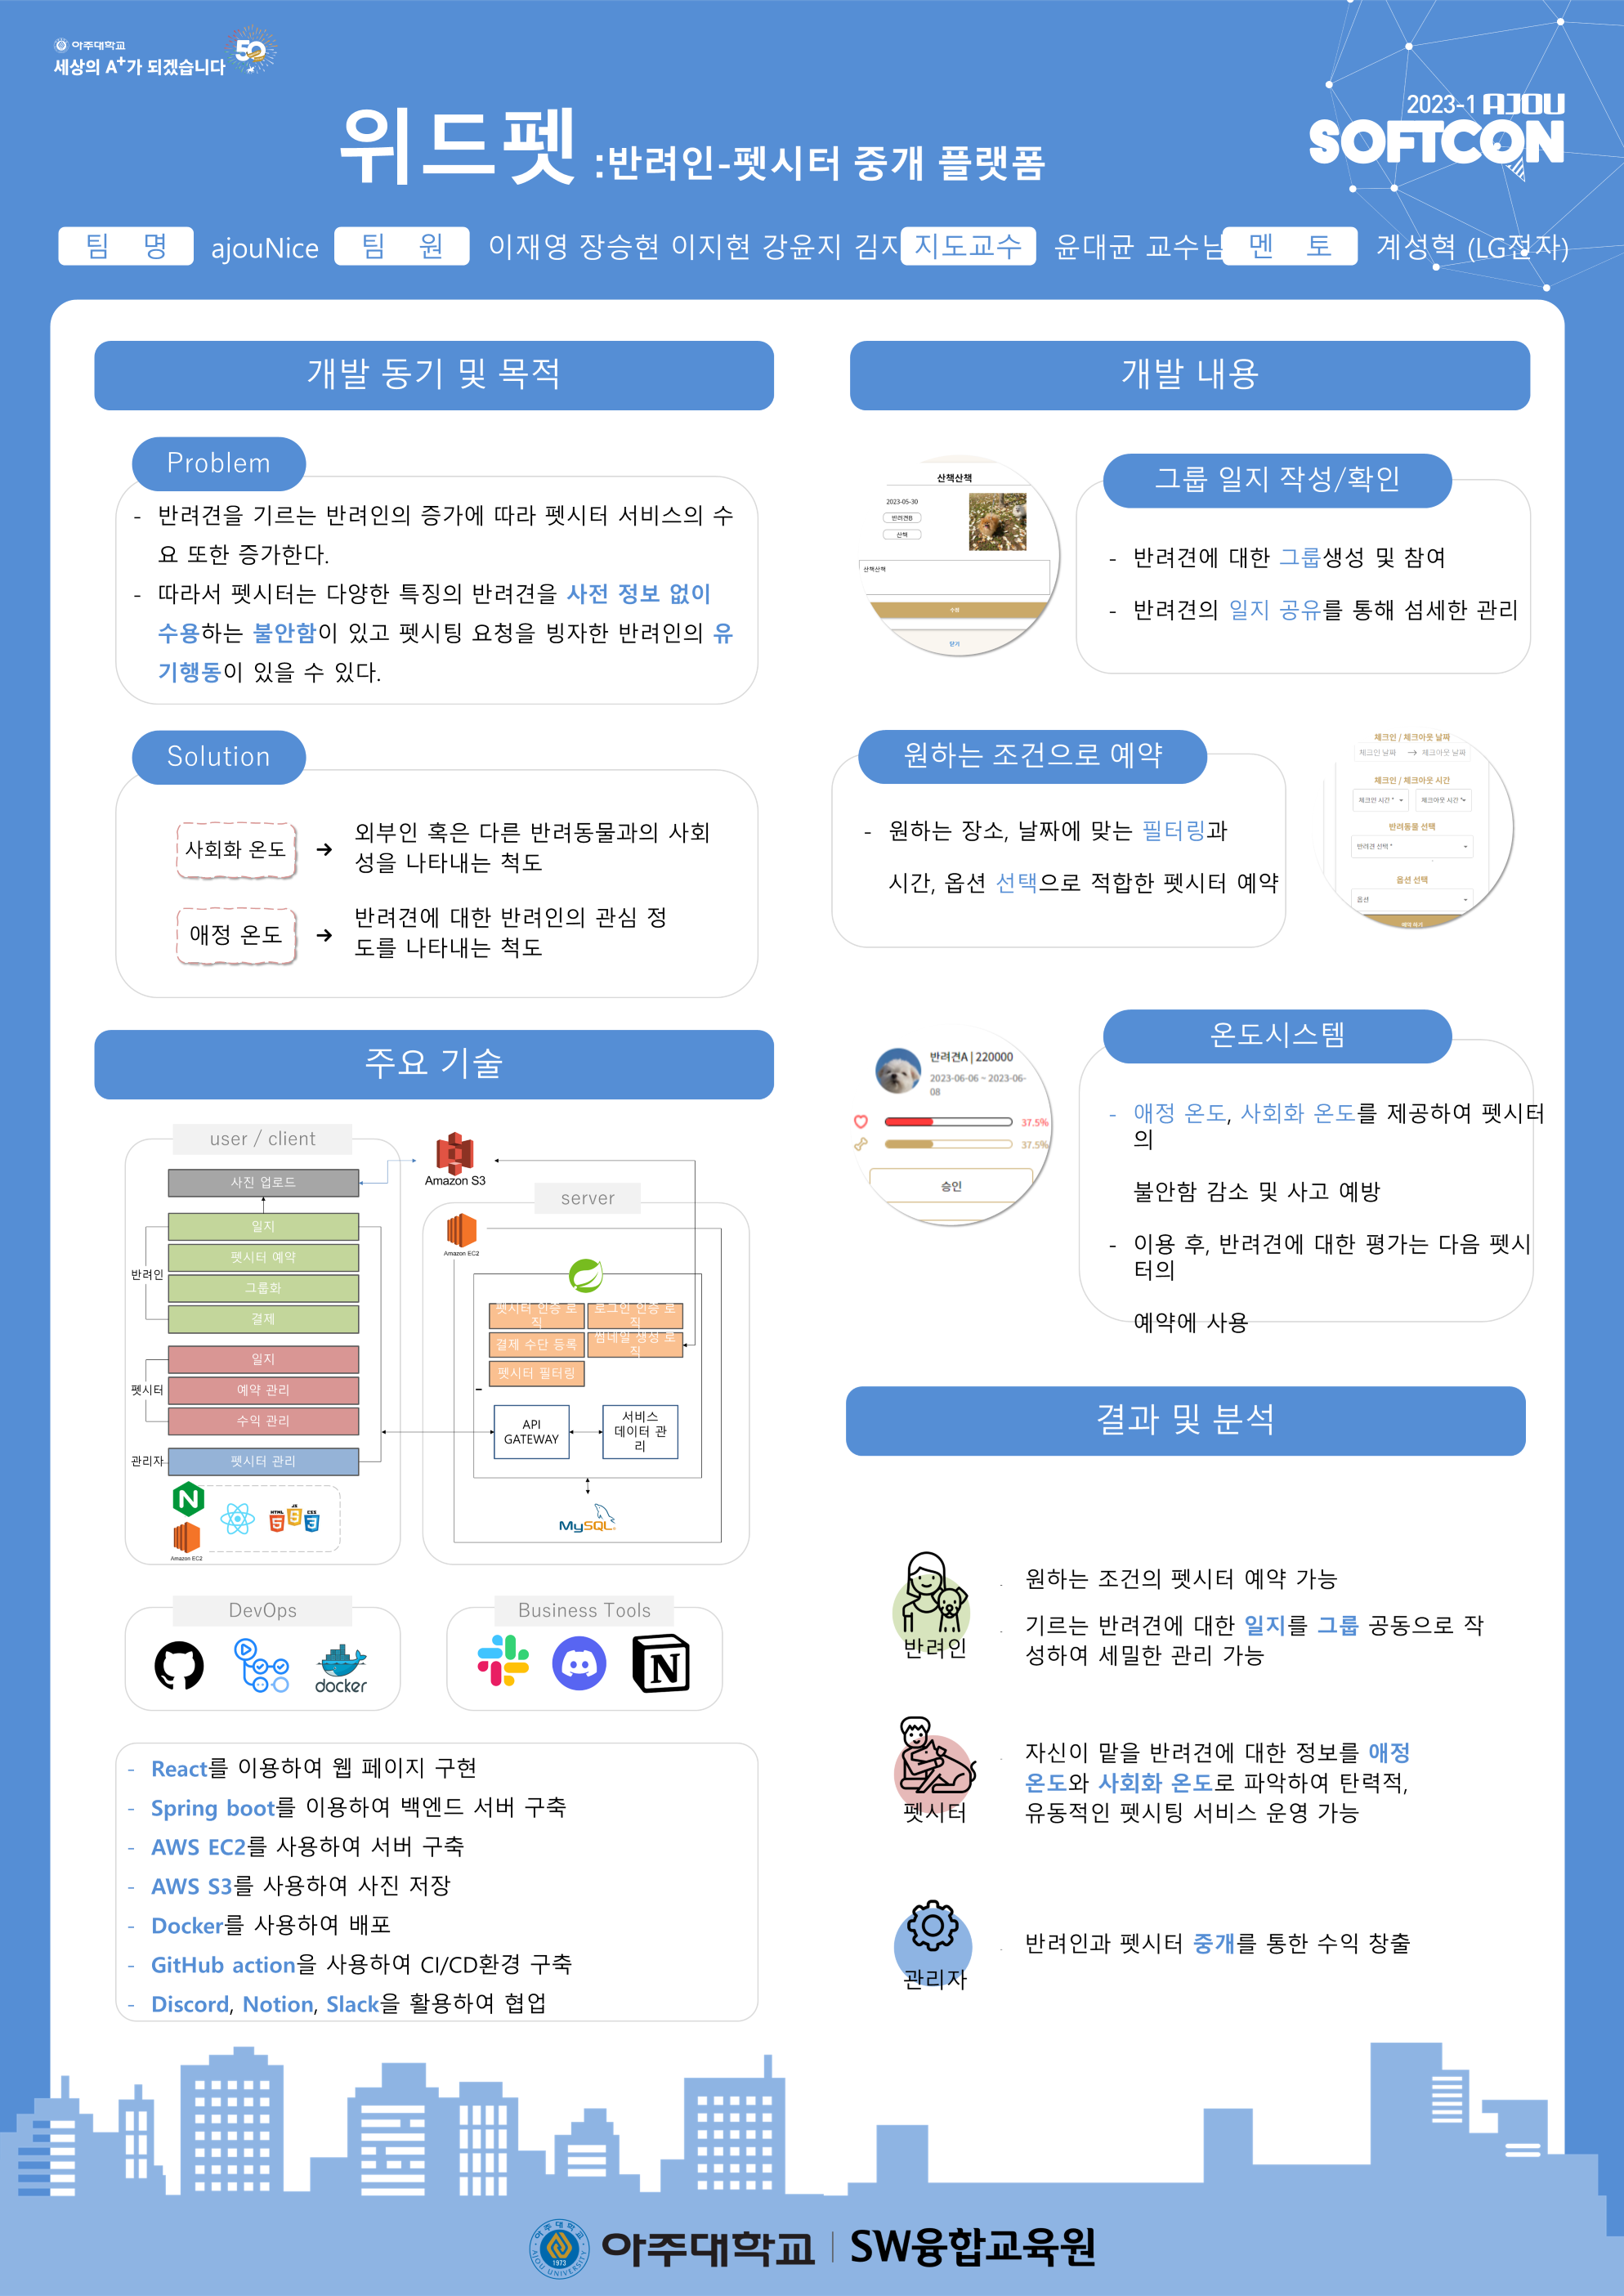 아주대학교
세상의 A+가 되겠습니다
50
2023-1 AJOU
SOFTCON
위드펫 :반려인-펫시터 중개 플랫폼
팀 명 ajouNice 팀 원 이재영 장승현 이지현 강윤지 김지 지도교수 윤대균 교수님 멘 토 계성혁 (LG전자)
개발 동기 및 목적
Problem
- 반려견을 기르는 반려인의 증가에 따라 펫시터 서비스의 수
요 또한 증가한다.
- 따라서 펫시터는 다양한 특징의 반려견을 사전 정보 없이
수용하는 불안함이 있고 펫시팅 요청을 빙자한 반려인의 유
기행동이 있을 수 있다.
Solution
사회화 온도 → 외부인 혹은 다른 반려동물과의 사회
성을 나타내는 척도
애정 온도 → 반려견에 대한 반려인의 관심 정
도를 나타내는 척도
주요 기술
user / client
사진 업로드
Amazon S3
반려인
일지
펫시터 예약
그룹화
결제
펫시터
일지
예약 관리
수익 관리
관리자
펫시터 관리
N
HTML 5 JS 5 CSS 3
Amazon EC2
server
Amazon EC2
펫시터 인증 로
직
로그인 인증 로
직
결제 수단 등록
썸네일 생성 로
직
펫시터 필터링
API
GATEWAY
서비스
데이터 관
리
MySQL
DevOps
docker
Business Tools
N
- React를 이용하여 웹 페이지 구현
- Spring boot를 이용하여 백엔드 서버 구축
- AWS EC2를 사용하여 서버 구축
- AWS S3를 사용하여 사진 저장
- Docker를 사용하여 배포
- GitHub action을 사용하여 CI/CD환경 구축
- Discord, Notion, Slack을 활용하여 협업
개발 내용
산책산책
2023-05-30
반려견B
산책
산책산책
수정
닫기
그룹 일지 작성/확인
- 반려견에 대한 그룹생성 및 참여
- 반려견의 일지 공유를 통해 섬세한 관리
원하는 조건으로 예약
- 원하는 장소, 날짜에 맞는 필터링과
시간, 옵션 선택으로 적합한 펫시터 예약
체크인 / 체크아웃 날짜
체크인 날짜 → 체크아웃 날짜
체크인 / 체크아웃 시간
체크인 시간 * 체크아웃 시간 *
반려동물 선택
반려견 선택 *
옵션 선택
옵션
예약 하기
반려견A | 220000
2023-06-06 ~ 2023-06-
08
37.5%
37.5%
승인
온도시스템
- 애정 온도, 사회화 온도를 제공하여 펫시터
의
불안함 감소 및 사고 예방
- 이용 후, 반려견에 대한 평가는 다음 펫시
터의
예약에 사용
결과 및 분석
반려인
원하는 조건의 펫시터 예약 가능
기르는 반려견에 대한 일지를 그룹 공동으로 작
성하여 세밀한 관리 가능
펫시터
자신이 맡을 반려견에 대한 정보를 애정
온도와 사회화 온도로 파악하여 탄력적,
유동적인 펫시팅 서비스 운영 가능
관리자
반려인과 펫시터 중개를 통한 수익 창출
아주대학교
AJOU UNIVERSITY
1973
아주대학교 | SW융합교육원